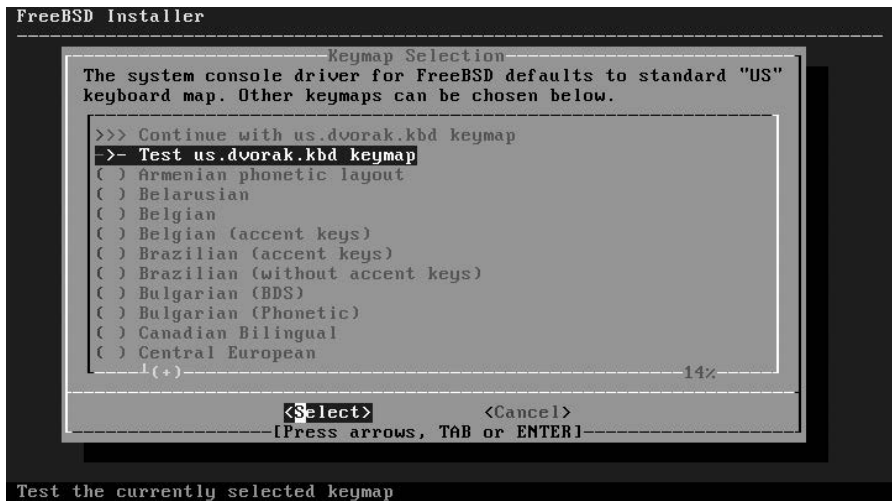 FreeBSD Installer
Keymap Selection
The system console driver for FreeBSD defaults to standard "US"
keyboard map. Other keymaps can be chosen below.
>>> Continue with us.dvorak.kbd keymap
->- Test us.dvorak.kbd keymap
( ) Armenian phonetic layout
( ) Belarusian
( ) Belgian
( ) Belgian (accent keys)
( ) Brazilian (accent keys)
( ) Brazilian (without accent keys)
( ) Bulgarian (BDS)
( ) Bulgarian (Phonetic)
( ) Canadian Bilingual
( ) Central European
(+) 14%
<Select> <Cancel>
[Press arrows, TAB or ENTER]
Test the currently selected keymap